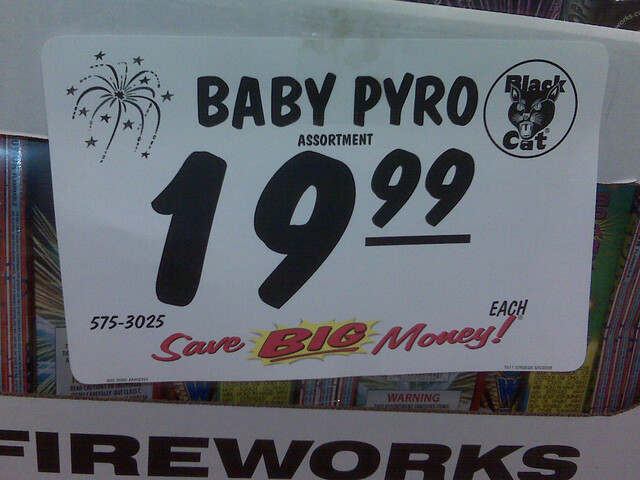 BABY PYRO
Black Cat®
ASSORTMENT
19 99
575-3025
EACH
Save BIG Money!
WARNING
FIREWORKS